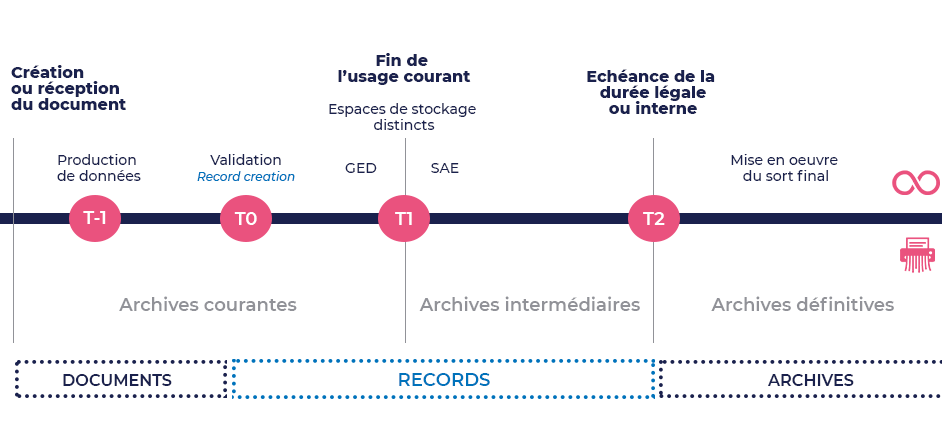 Création
ou réception
du document
Fin de
l’usage courant
Echéance de la
durée légale
ou interne
Espaces de stockage
distincts
Production
de données
Validation
Record creation
GED
SAE
Mise en oeuvre
du sort final
T-1
T0
T1
T2
Archives courantes
Archives intermédiaires
Archives définitives
DOCUMENTS
RECORDS
ARCHIVES